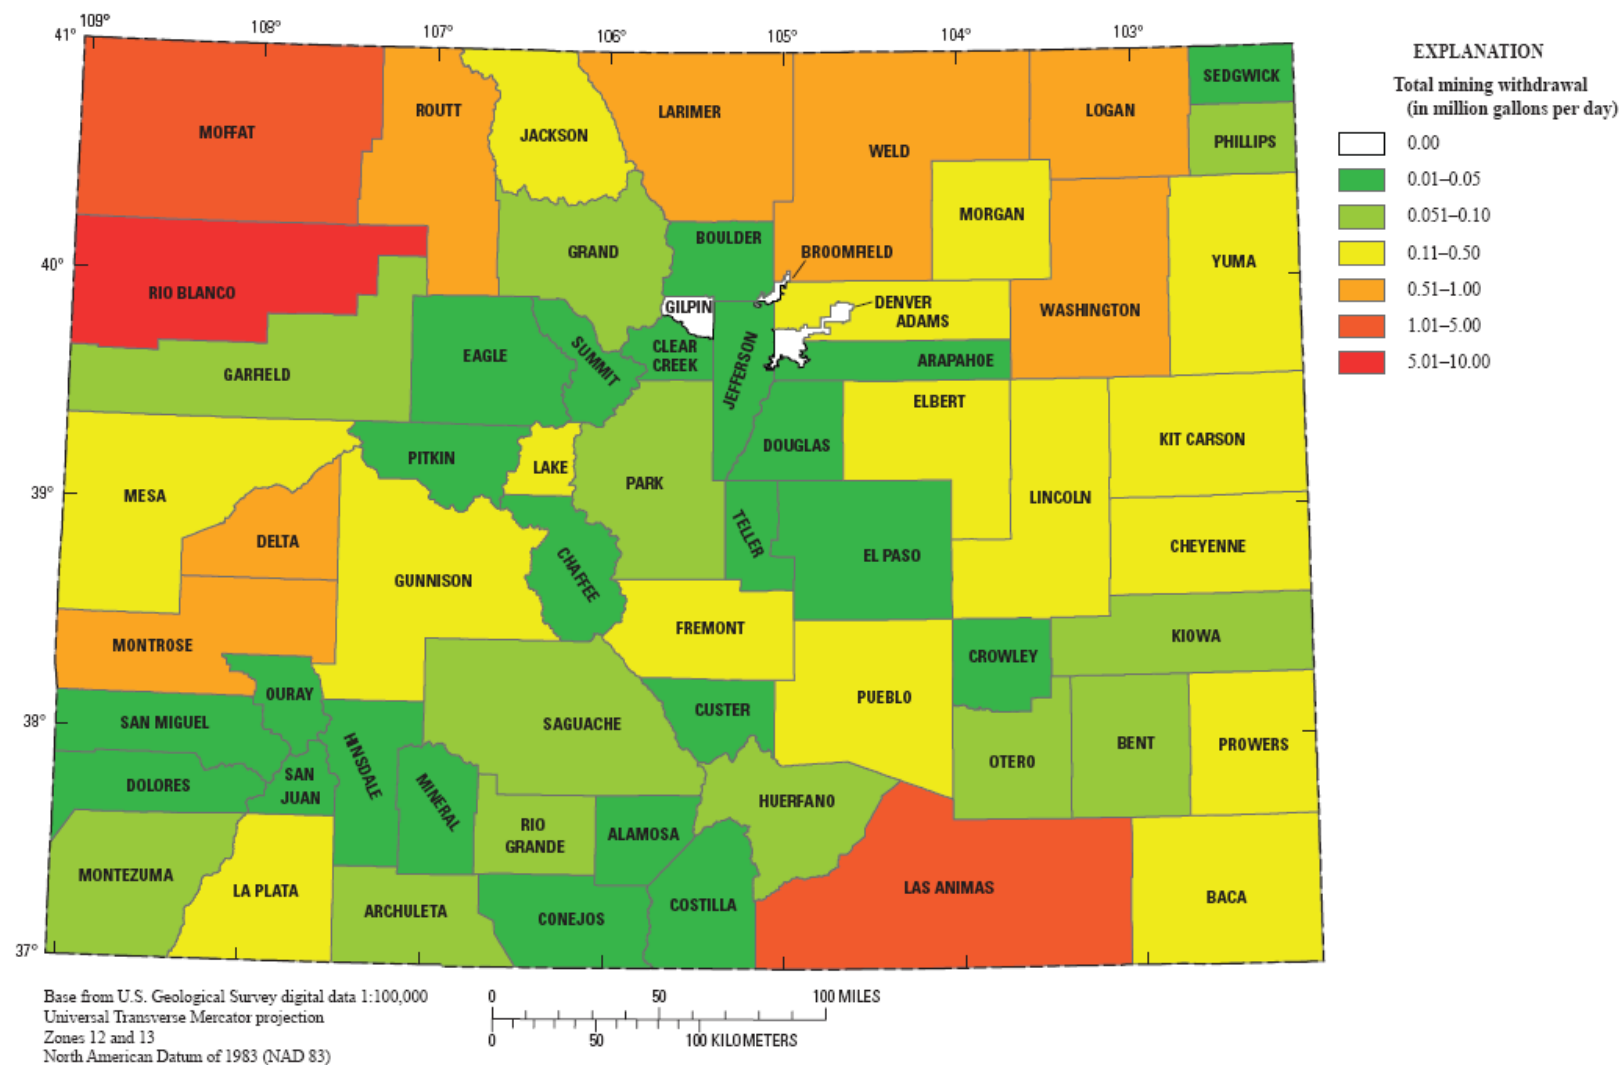 109°
108°
107°
106°
105°
104°
103°
41°
40°
39°
38°
37°
MOFFAT
ROUTT
JACKSON
LARIMER
WELD
LOGAN
SEDGWICK
PHILLIPS
MORGAN
YUMA
WASHINGTON
RIO BLANCO
GRAND
BOULDER
BROOMFIELD
GILPIN
DENVER
ADAMS
GARFIELD
EAGLE
SUMMIT
CLEAR
CREEK
JEFFERSON
ARAPAHOE
ELBERT
DOUGLAS
KIT CARSON
MESA
PITKIN
LAKE
PARK
LINCOLN
DELTA
GUNNISON
CHAFFEE
TELLER
EL PASO
CHEYENNE
MONTROSE
FREMONT
CROWLEY
KIOWA
OURAY
SAN MIGUEL
SAGUACHE
CUSTER
PUEBLO
HINSDALE
OTERO
BENT
PROWERS
DOLORES
SAN
JUAN
MINERAL
RIO
GRANDE
ALAMOSA
HUERFANO
MONTEZUMA
LA PLATA
ARCHULETA
CONEJOS
COSTILLA
LAS ANIMAS
BACA
EXPLANATION
Total mining withdrawal
(in million gallons per day)
0.00
0.01–0.05
0.051–0.10
0.11–0.50
0.51–1.00
1.01–5.00
5.01–10.00
Base from U.S. Geological Survey digital data 1:100,000
Universal Transverse Mercator projection
Zones 12 and 13
North American Datum of 1983 (NAD 83)
0 50 100 MILES
0 50 100 KILOMETERS